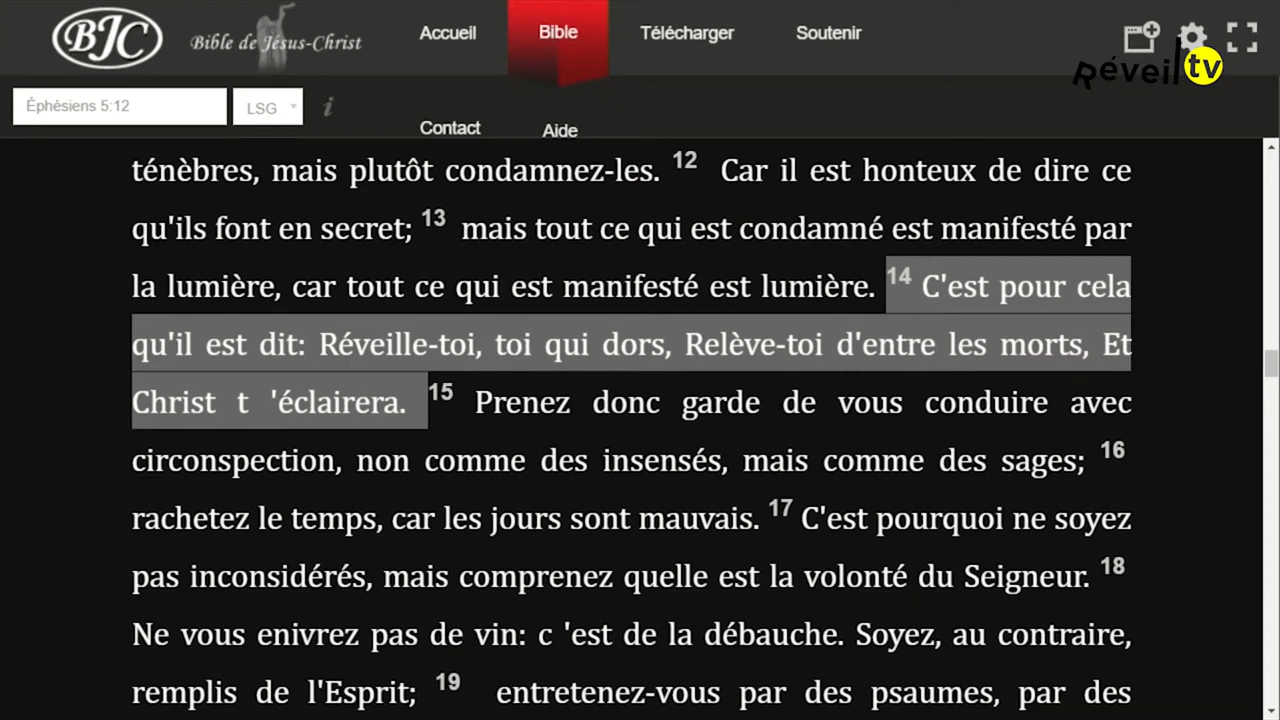 BJC
Bible de Jésus-Christ
Accueil
Bible
Télécharger
Soutenir
Réveil tv
Éphésiens 5:12
LSG
i
Contact
Aide
ténèbres, mais plutôt condamnez-les. 12 Car il est honteux de dire ce
qu'ils font en secret; 13 mais tout ce qui est condamné est manifesté par
la lumière, car tout ce qui est manifesté est lumière. 14 C'est pour cela
qu'il est dit: Réveille-toi, toi qui dors, Relève-toi d'entre les morts, Et
Christ t 'éclairera. 15 Prenez donc garde de vous conduire avec
circonspection, non comme des insensés, mais comme des sages; 16
rachetez le temps, car les jours sont mauvais. 17 C'est pourquoi ne soyez
pas inconsidérés, mais comprenez quelle est la volonté du Seigneur. 18
Ne vous enivrez pas de vin: c 'est de la débauche. Soyez, au contraire,
remplis de l'Esprit; 19 entretenez-vous par des psaumes, par des